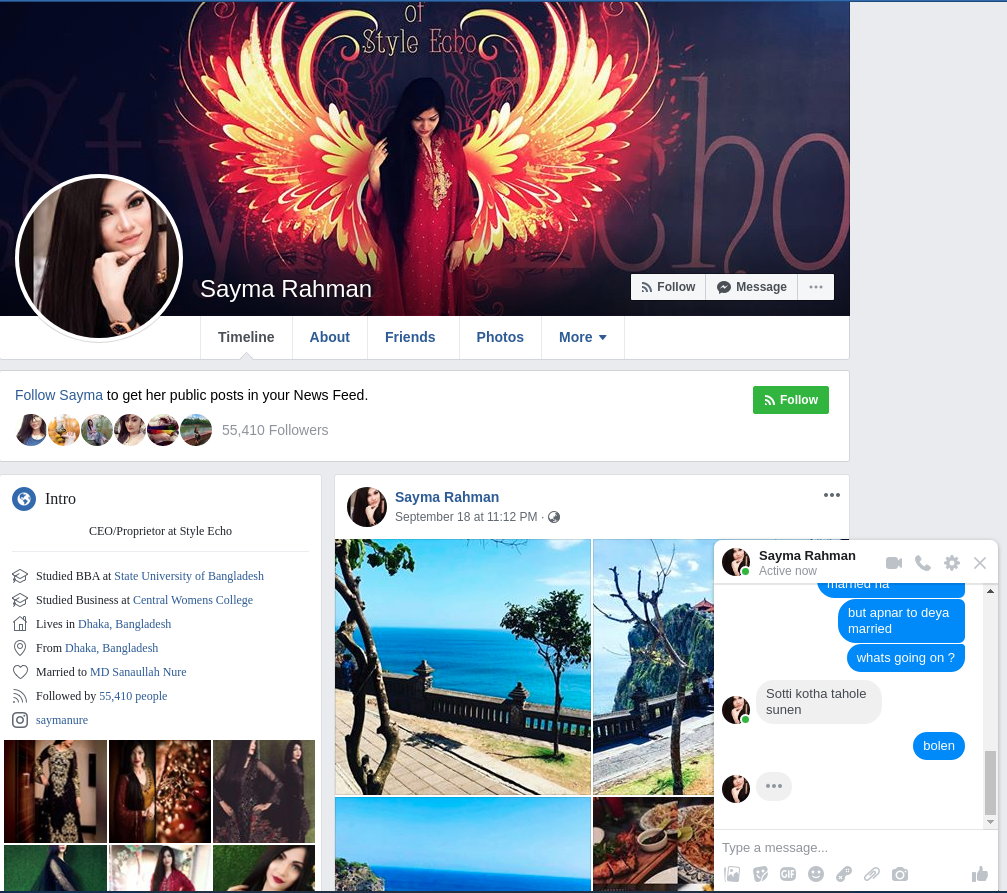 of
Style Echo
Style Echo
Sayma Rahman
Follow
Message
Timeline
About
Friends
Photos
More
Follow Sayma to get her public posts in your News Feed.
Follow
55,410 Followers
Intro
CEO/Proprietor at Style Echo
Studied BBA at State University of Bangladesh
Studied Business at Central Womens College
Lives in Dhaka, Bangladesh
From Dhaka, Bangladesh
Married to MD Sanaullah Nure
Followed by 55,410 people
saymanure
Sayma Rahman
September 18 at 11:12 PM ·
Sayma Rahman
Active now
married na
but apnar to deya
married
whats going on ?
Sotti kotha tahole
sunen
bolen
Type a message...
GIF